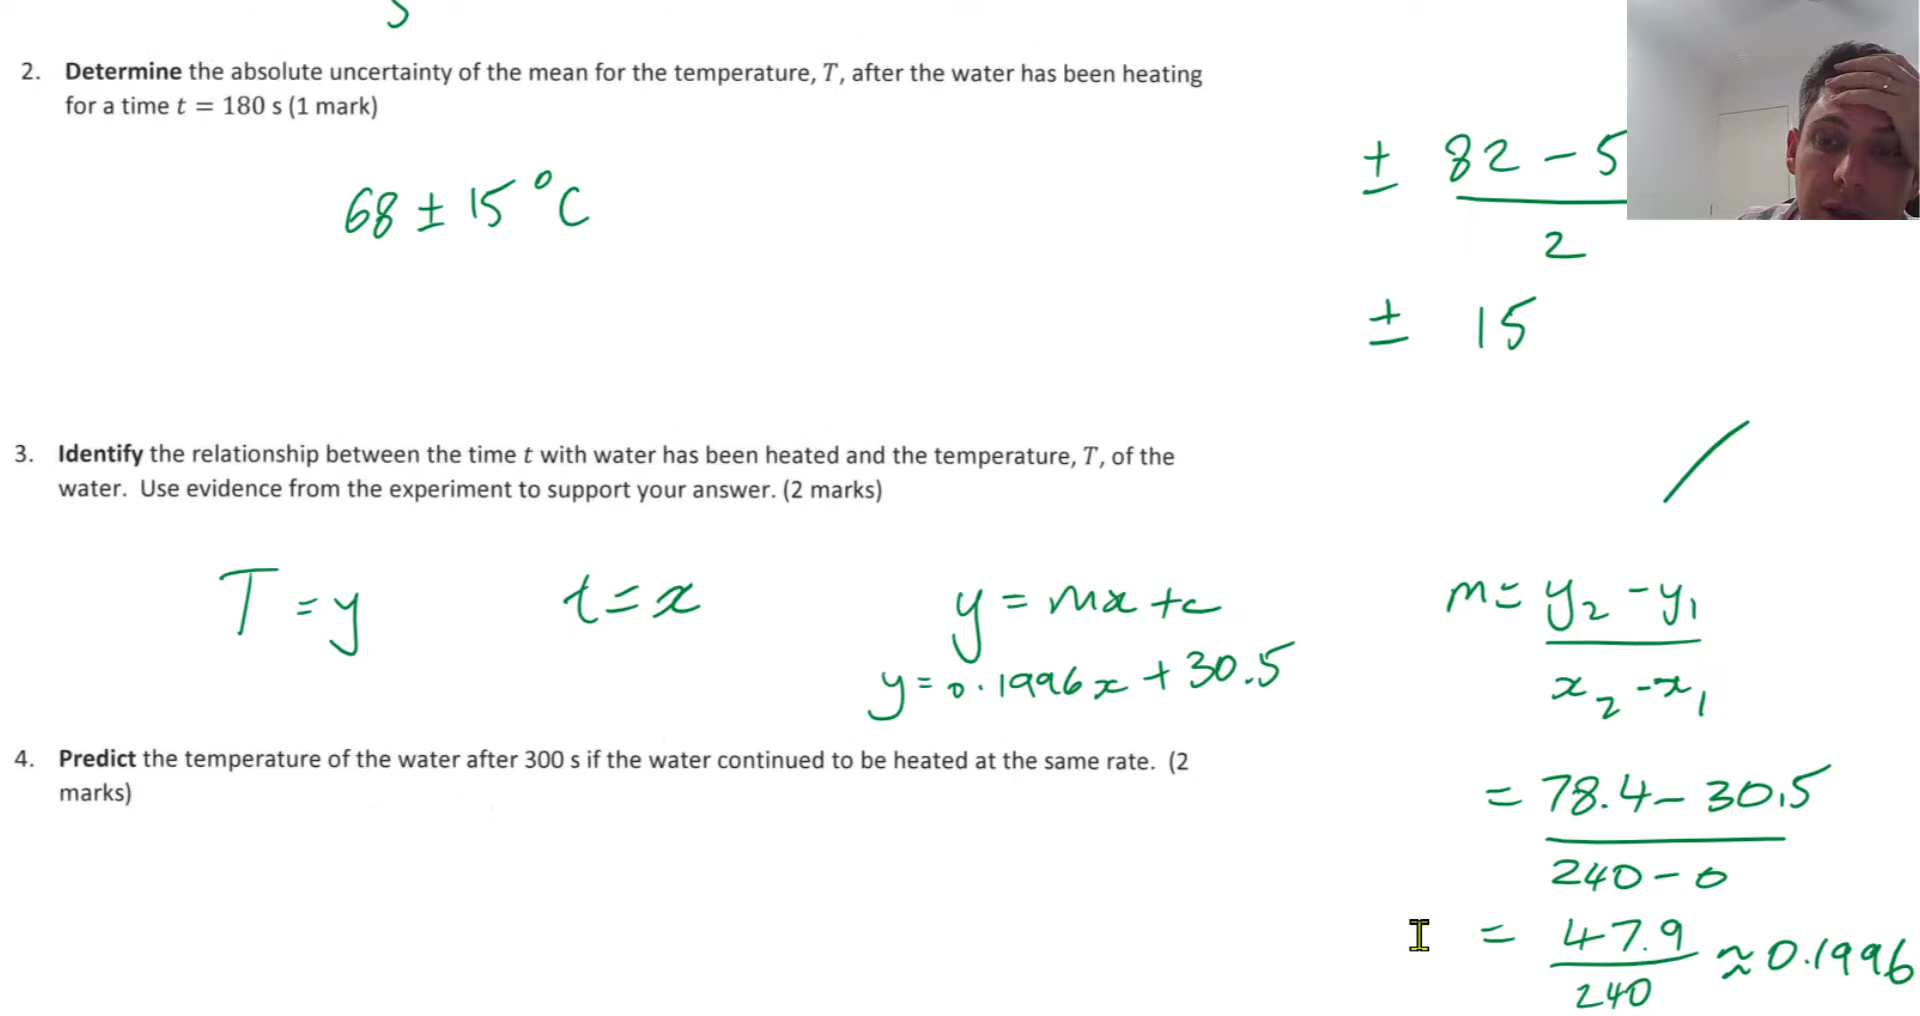 2. Determine the absolute uncertainty of the mean for the temperature, T, after the water has been heating
for a time t = 180 s (1 mark)
68 ± 15 °C
± 82 - 5
2
± 15
3. Identify the relationship between the time t with water has been heated and the temperature, T, of the
water. Use evidence from the experiment to support your answer. (2 marks)
T = y
t = x
y = mx + c
y = 0.1996x + 30.5
m = y₂ - y₁
x₂ - x₁
4. Predict the temperature of the water after 300 s if the water continued to be heated at the same rate. (2
marks)
= 78.4 - 30.5
240 - 0
= 47.9
240
≈ 0.1996